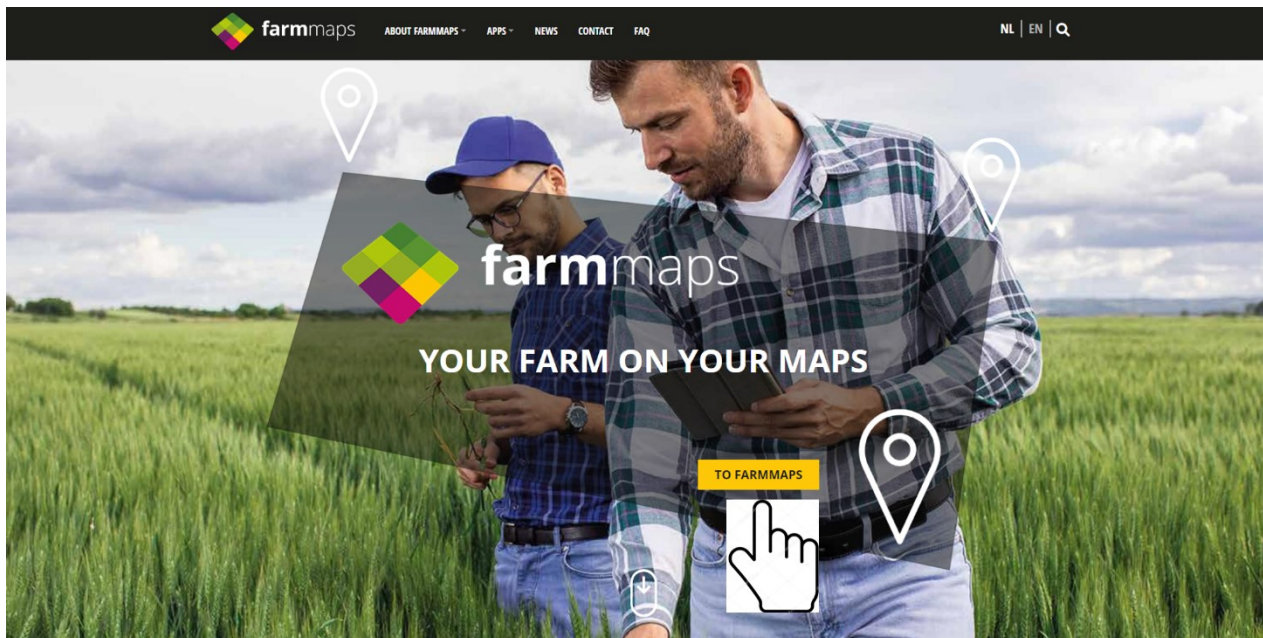 farmmaps ABOUT FARMMAPS APPS NEWS CONTACT FAQ NL | EN |
farmmaps
YOUR FARM ON YOUR MAPS
TO FARMMAPS